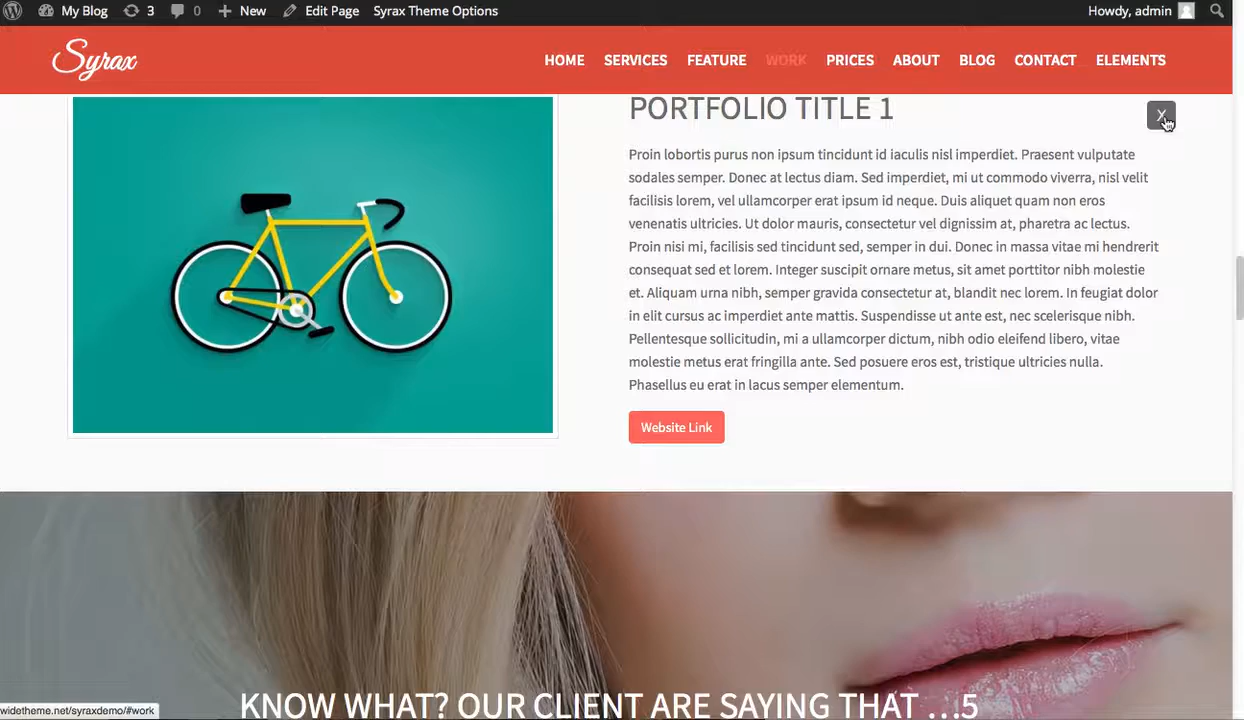 My Blog 3 0 New Edit Page Syrax Theme Options Howdy, admin
Syrax HOME SERVICES FEATURE WORK PRICES ABOUT BLOG CONTACT ELEMENTS
PORTFOLIO TITLE 1
X
Proin lobortis purus non ipsum tincidunt id iaculis nisl imperdiet. Praesent vulputate
sodales semper. Donec at lectus diam. Sed imperdiet, mi ut commodo viverra, nisl velit
facilisis lorem, vel ullamcorper erat ipsum id neque. Duis aliquet quam non eros
venenatis ultricies. Ut dolor mauris, consectetur vel dignissim at, pharetra ac lectus.
Proin nisi mi, facilisis sed tincidunt sed, semper in dui. Donec in massa vitae mi hendrerit
consequat sed et lorem. Integer suscipit ornare metus, sit amet porttitor nibh molestie
et. Aliquam urna nibh, semper gravida consectetur at, blandit nec lorem. In feugiat dolor
in elit cursus ac imperdiet ante mattis. Suspendisse ut ante est, nec scelerisque nibh.
Pellentesque sollicitudin, mi a ullamcorper dictum, nibh odio eleifend libero, vitae
molestie metus erat fringilla ante. Sed posuere eros est, tristique ultricies nulla.
Phasellus eu erat in lacus semper elementum.
Website Link
KNOW WHAT? OUR CLIENT ARE SAYING THAT ...5
widetheme.net/syraxdemo/#work